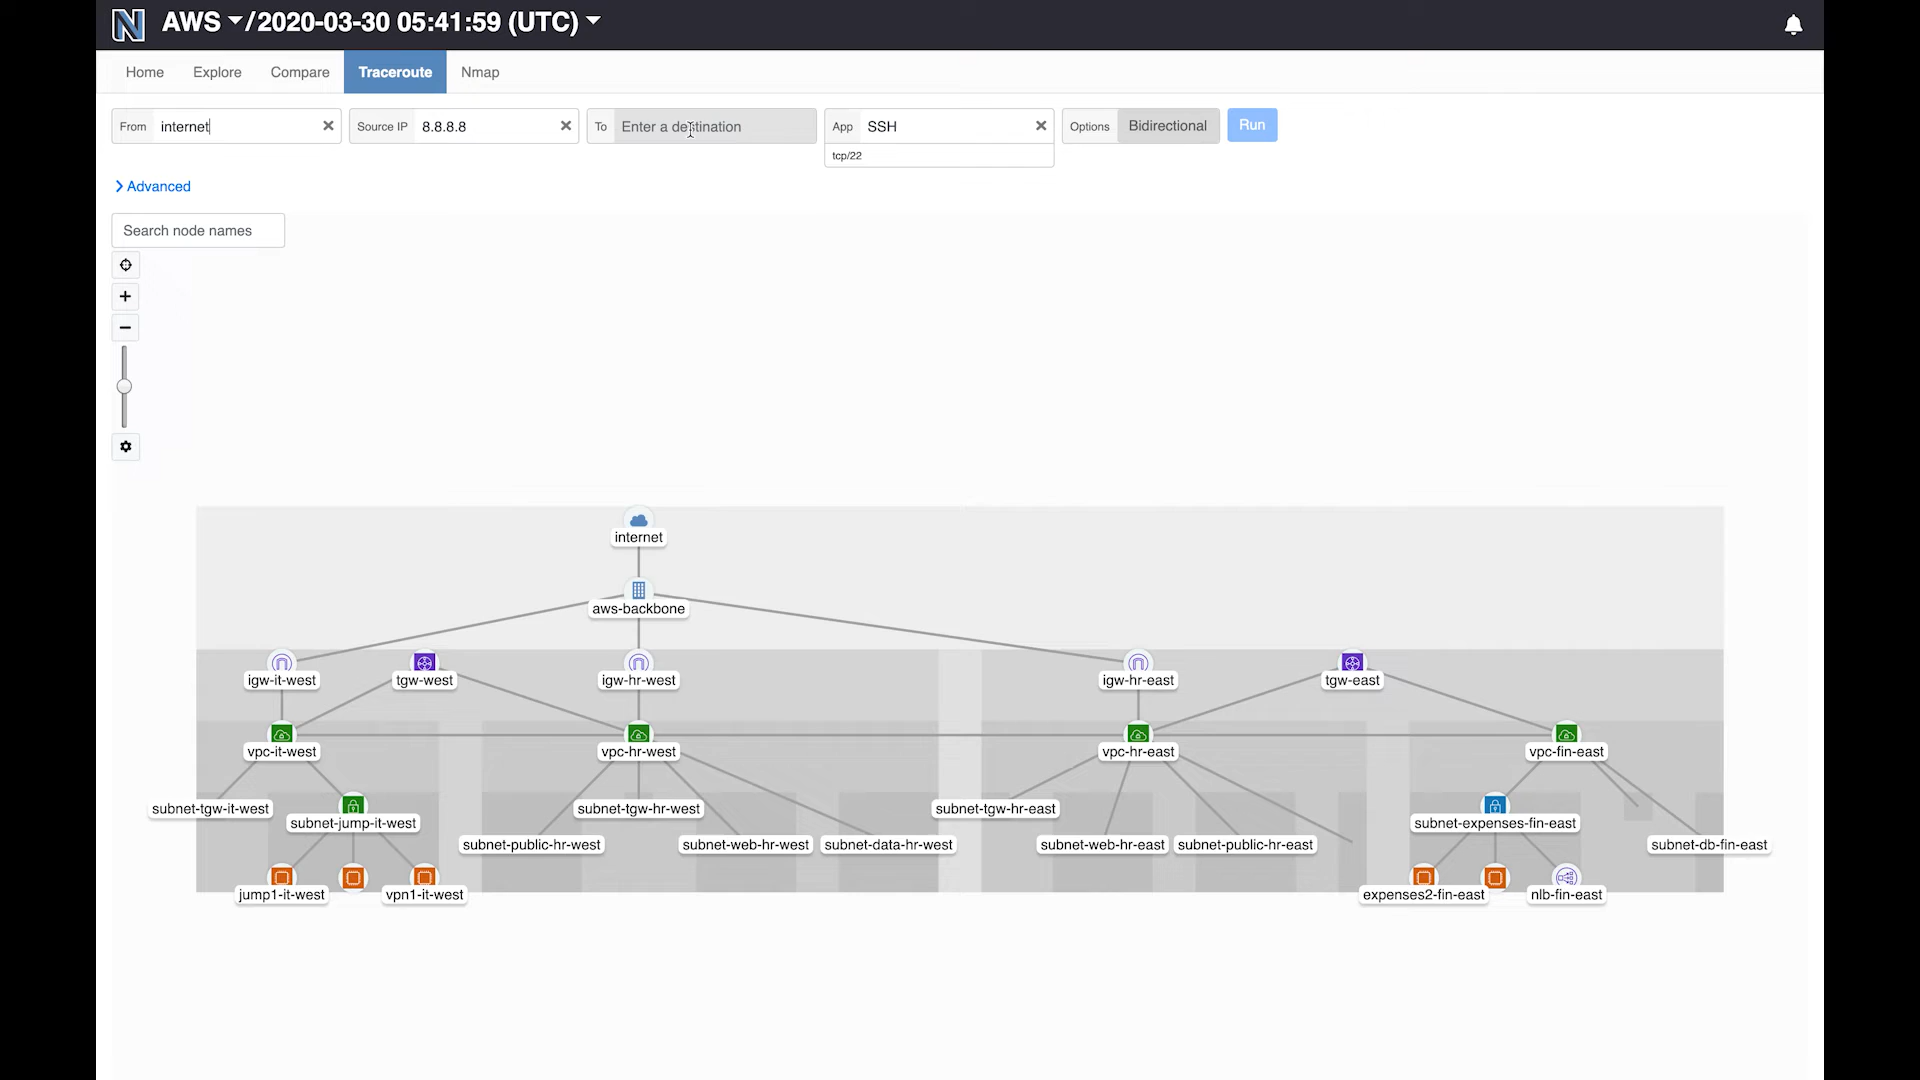 N AWS /2020-03-30 05:41:59 (UTC)
Home Explore Compare Traceroute Nmap
From internet Source IP 8.8.8.8 To Enter a destination App SSH Options Bidirectional Run
tcp/22
Advanced
Search node names
internet
aws-backbone
igw-it-west tgw-west igw-hr-west igw-hr-east tgw-east
vpc-it-west vpc-hr-west vpc-hr-east vpc-fin-east
subnet-tgw-it-west subnet-tgw-hr-west subnet-tgw-hr-east
subnet-jump-it-west subnet-expenses-fin-east
subnet-public-hr-west subnet-web-hr-west subnet-data-hr-west subnet-web-hr-east subnet-public-hr-east subnet-db-fin-east
jump1-it-west vpn1-it-west expenses2-fin-east nlb-fin-east